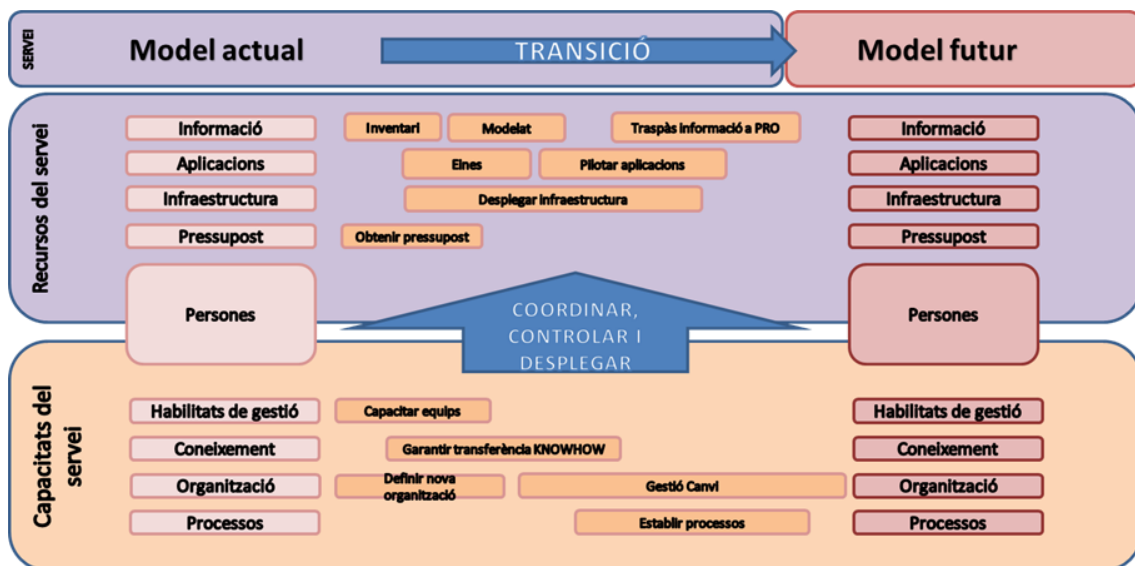 SERVEI
Model actual
TRANSICIÓ
Model futur
Recursos del servei
Informació
Inventari
Modelat
Traspàs informació a PRO
Informació
Aplicacions
Eines
Pilotar aplicacions
Aplicacions
Infraestructura
Desplegar infraestructura
Infraestructura
Pressupost
Obtenir pressupost
Pressupost
Persones
COORDINAR,
CONTROLAR I
DESPLEGAR
Persones
Capacitats del
servei
Habilitats de gestió
Capacitar equips
Habilitats de gestió
Coneixement
Garantir transferència KNOWHOW
Coneixement
Organització
Definir nova
organització
Gestió Canvi
Organització
Processos
Establir processos
Processos